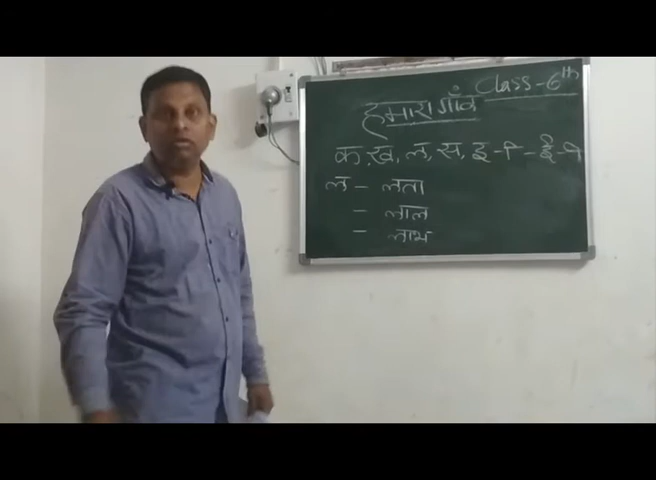 Class-6th
हमारा गाँव
क, ख, ल, स, इ - ि - ई - ी
ल - लता
- लाल
- लाभ